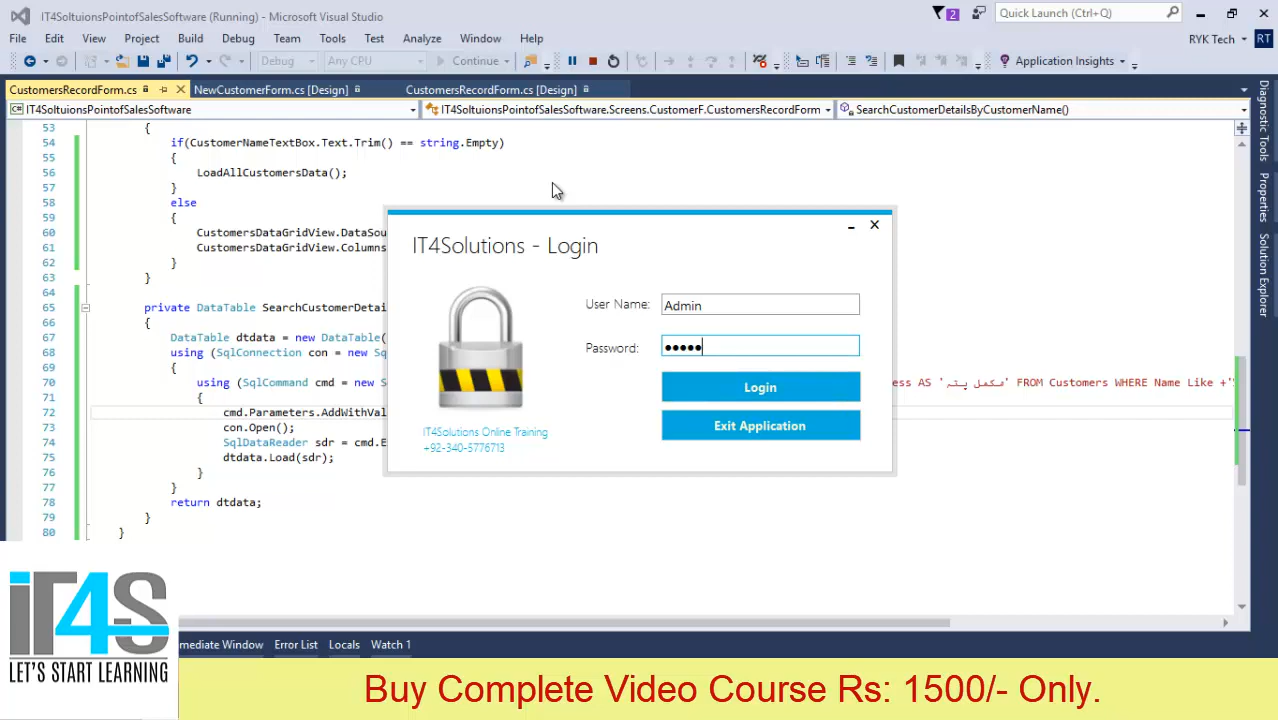 IT4SoltuionsPointofSalesSoftware (Running) - Microsoft Visual Studio
2
Quick Launch (Ctrl+Q)
File Edit View Project Build Debug Team Tools Test Analyze Window Help
RYK Tech RT
Debug Any CPU Continue Application Insights
CustomersRecordForm.cs NewCustomerForm.cs [Design] CustomersRecordForm.cs [Design]
IT4SoltuionsPointofSalesSoftware IT4SoltuionsPointofSalesSoftware.Screens.CustomerF.CustomersRecordForm SearchCustomerDetailsByCustomerName()
53 {
54 if(CustomerNameTextBox.Text.Trim() == string.Empty)
55 {
56 LoadAllCustomersData();
57 }
58 else
59 {
60 CustomersDataGridView.DataSou
61 CustomersDataGridView.Columns
62 }
63 }
64
65 private DataTable SearchCustomerDetai
66 {
67 DataTable dtdata = new DataTable(
68 using (SqlConnection con = new Sq
69 {
70 using (SqlCommand cmd = new S
ess AS 'مکمل پتہ' FROM Customers WHERE Name Like +'
71 {
72 cmd.Parameters.AddWithVal
73 con.Open();
74 SqlDataReader sdr = cmd.E
75 dtdata.Load(sdr);
76 }
77 }
78 return dtdata;
79 }
80 }
IT4Solutions - Login
User Name: Admin
Password: •••••
Login
Exit Application
IT4Solutions Online Training
+92-340-5776713
Diagnostic Tools
Properties
Solution Explorer
mediate Window Error List Locals Watch 1
iT4S
LET'S START LEARNING
Buy Complete Video Course Rs: 1500/- Only.